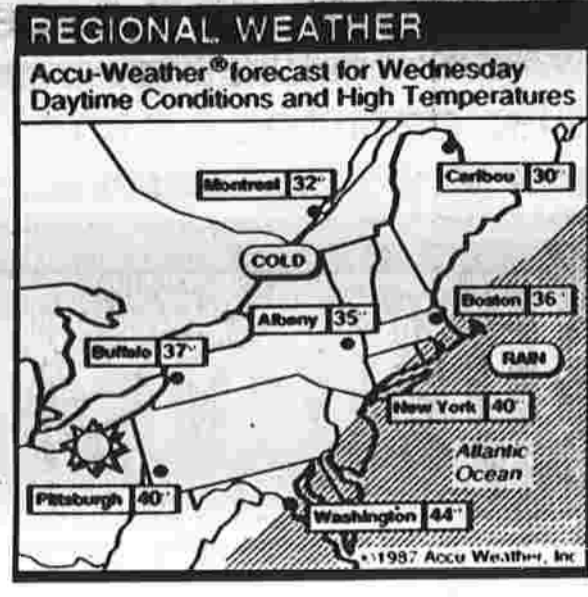 REGIONAL WEATHER
Accu-Weather® forecast for Wednesday
Daytime Conditions and High Temperatures
Montreal 32°
Caribou 30°
COLD
Boston 36°
Albany 35°
Buffalo 37°
RAIN
New York 40°
Atlantic
Ocean
Pittsburgh 40°
Washington 44°
©1987 Accu Weather, Inc